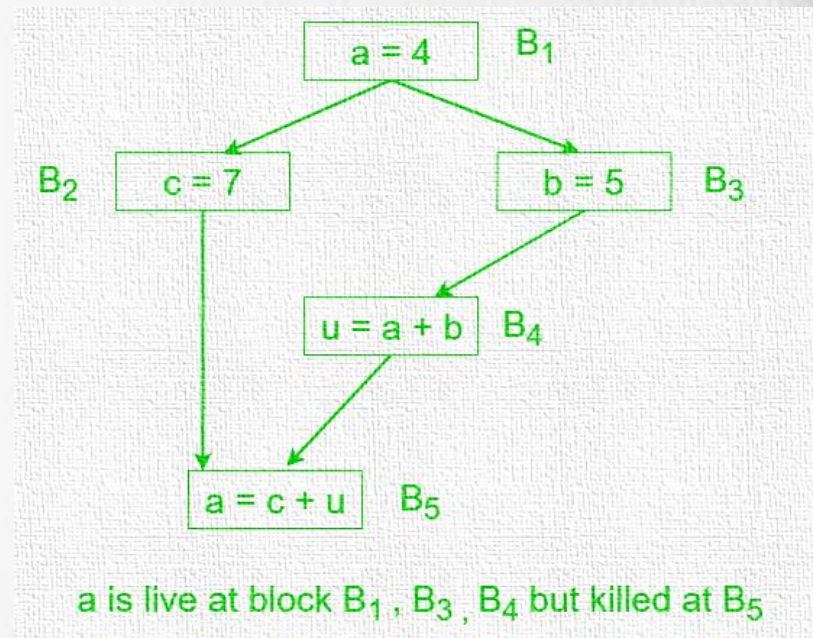 a = 4 B₁
B₂ c = 7 b = 5 B₃
u = a + b B₄
a = c + u B₅
a is live at block B₁ , B₃ , B₄ but killed at B₅